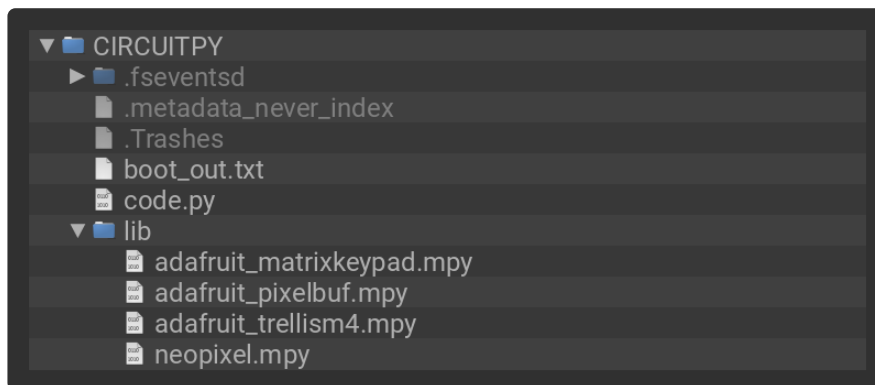 CIRCUITPY
.fseventsd
.metadata_never_index
.Trashes
boot_out.txt
code.py
lib
adafruit_matrixkeypad.mpy
adafruit_pixelbuf.mpy
adafruit_trellism4.mpy
neopixel.mpy